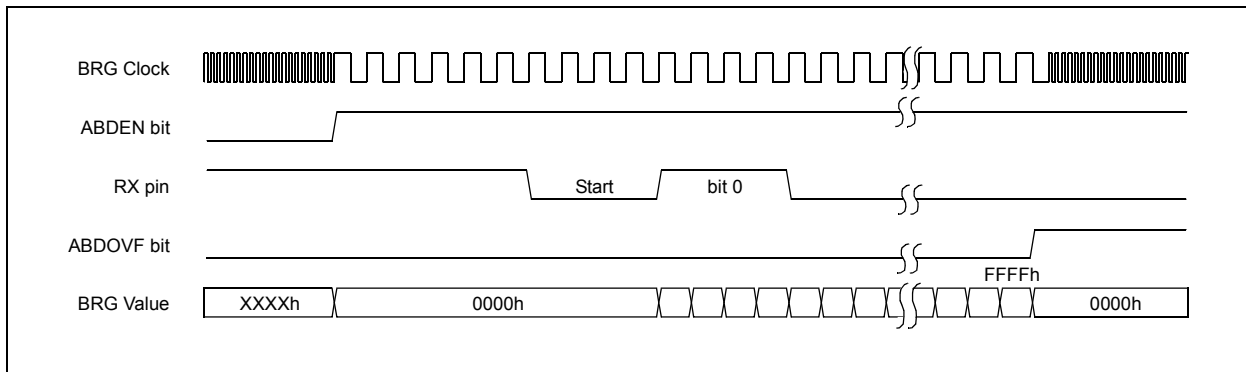 BRG Clock
ABDEN bit
RX pin
Start
bit 0
ABDOVF bit
FFFFh
BRG Value
XXXXh
0000h
0000h